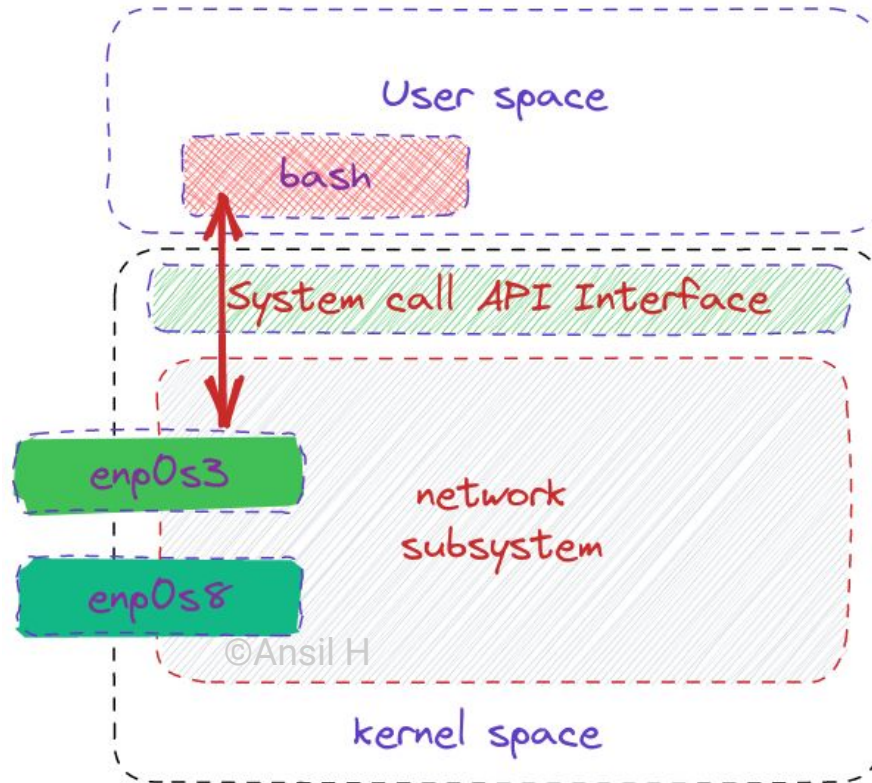 User space
bash
System call API Interface
enp0s3
network
subsystem
enp0s8
©Ansil H
kernel space